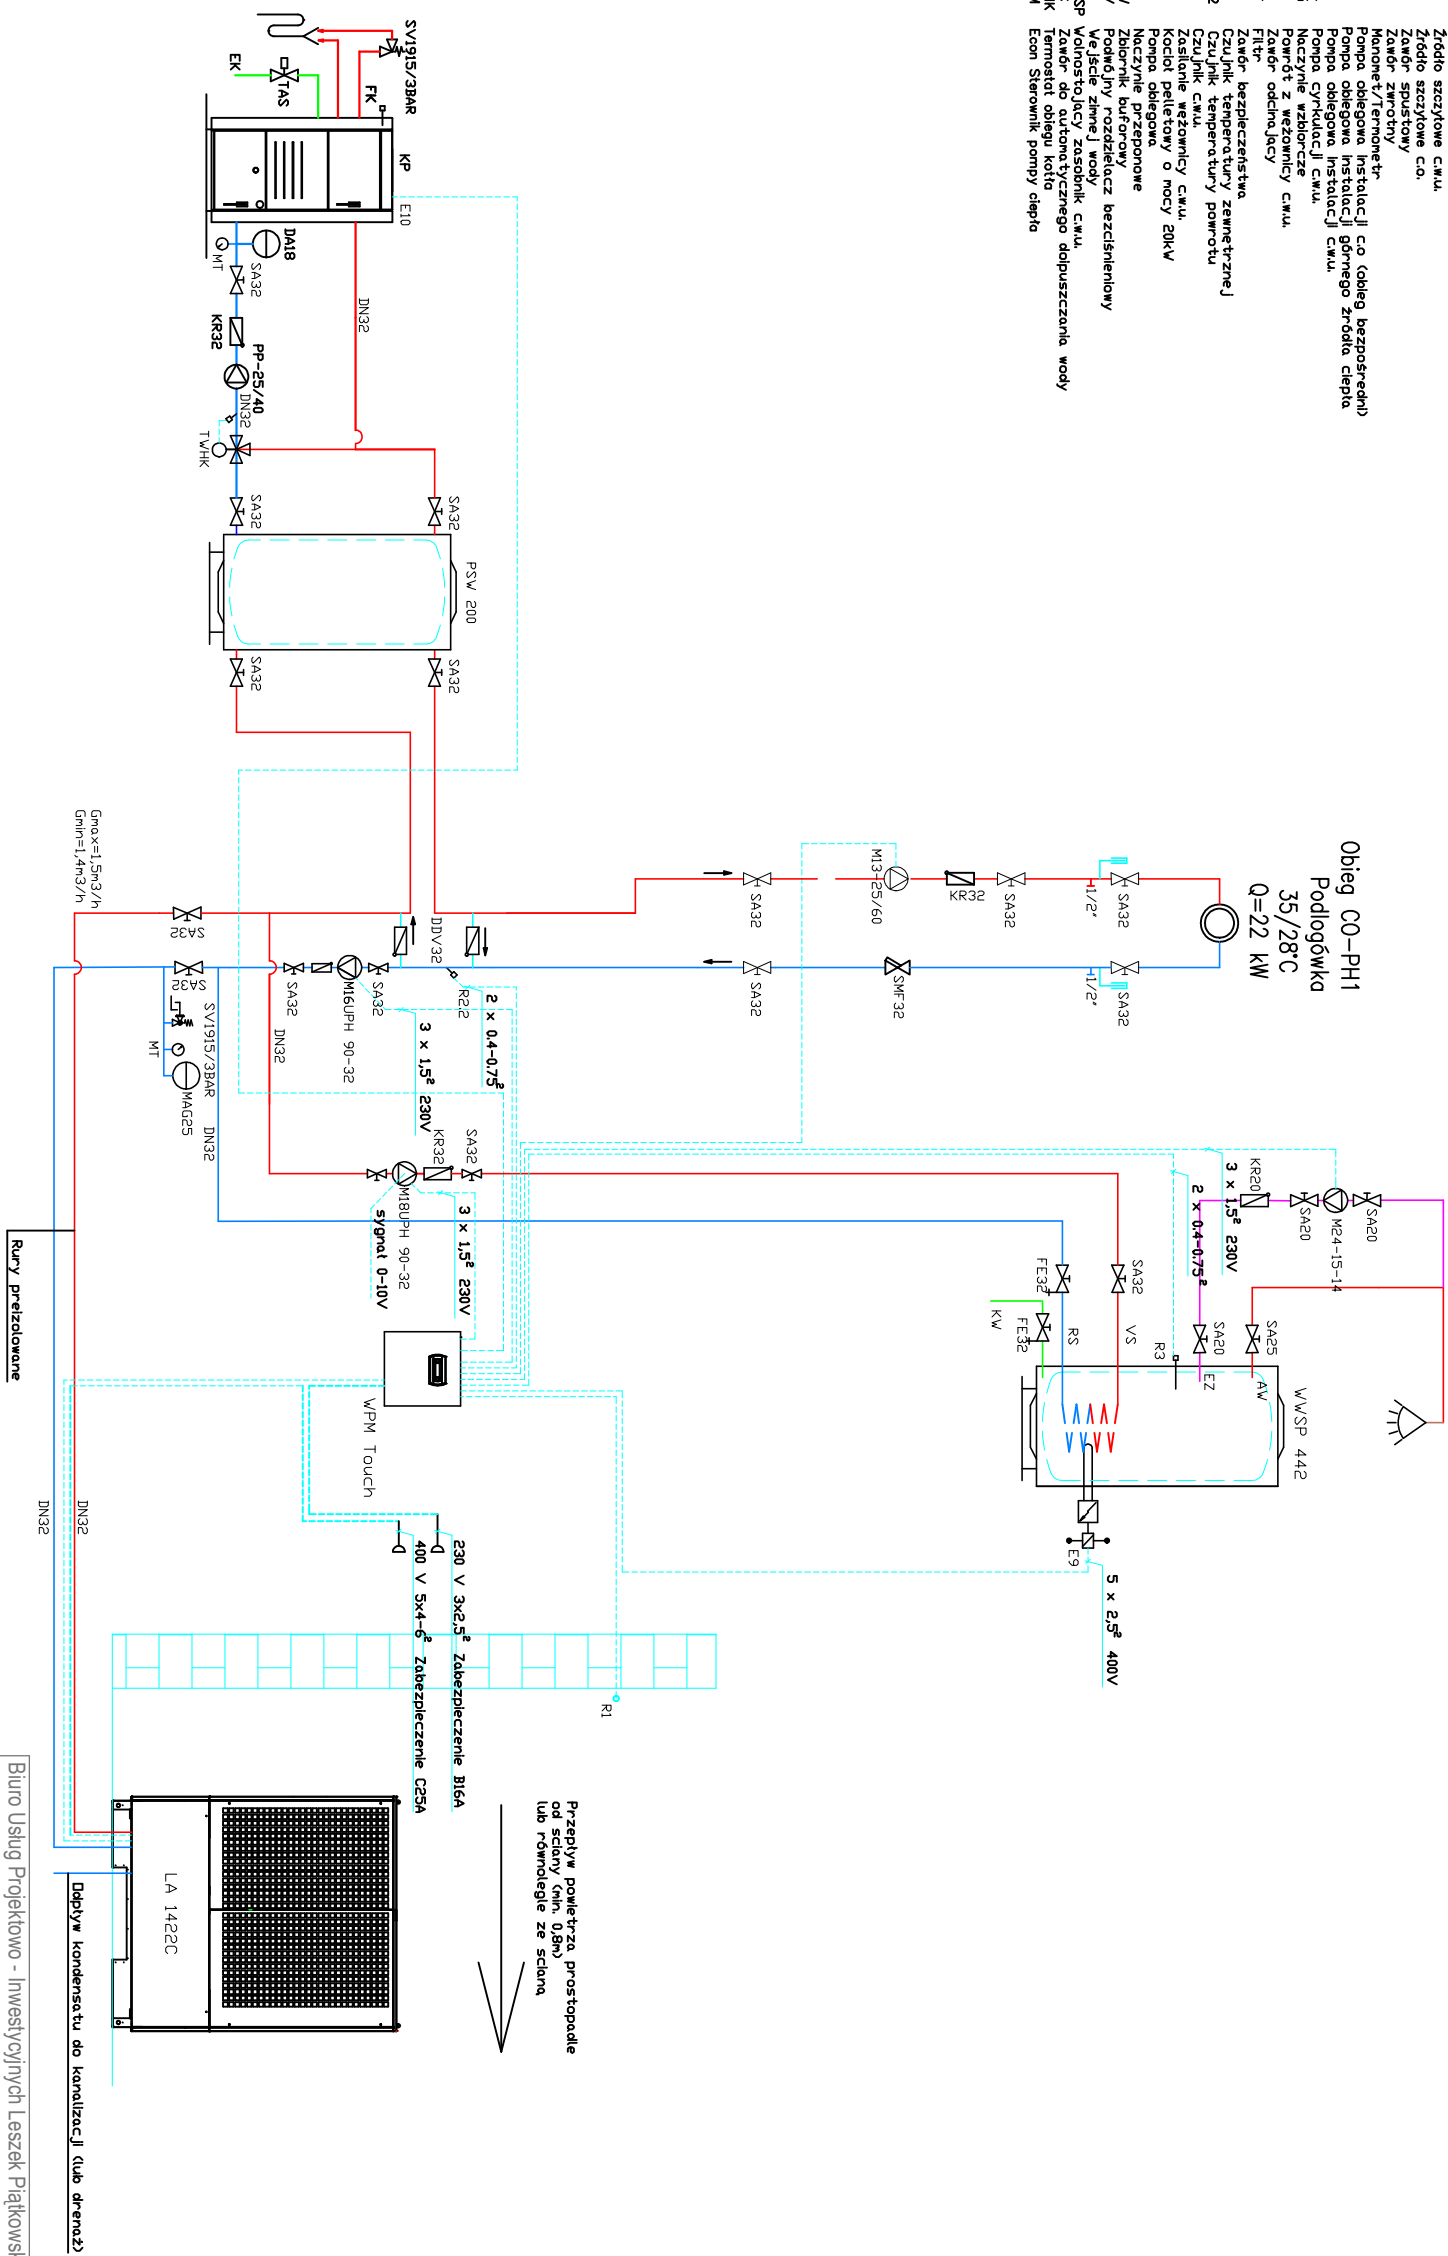 Źródło szczytowe c.w.u.
Źródło szczytowe c.o.
Zawór spustowy
Zawór zwrotny
Manomet/Termometr
Pompa obiegowa instalacji c.o (obieg bezpośredni)
Pompa obiegowa instalacji górnego źródła ciepła
Pompa obiegowa instalacji c.w.u.
Pompa cyrkulacji c.w.u.
Naczynie wzbiorcze
Powrót z wężownicy c.w.u.
Zawór odcinający
Filtr
Zawór bezpieczeństwa
Czujnik temperatury zewnętrznej
Czujnik temperatury powrotu
Czujnik c.w.u.
Zasilanie wężownicy c.w.u.
Kocioł pelletowy o mocy 20kW
Pompa obiegowa
Naczynie przeponowe
Zbiornik buforowy
Podwójny rozdzielacz bezciśnieniowy
Wejście zimnej wody
Wolnostojący zasobnik c.w.u.
Zawór do automatycznego dolpuszczania wody
Termostat obiegu kotła
Econ Sterownik pompy ciepła
Obieg CO-PH1
Podłogówka
35/28°C
Q=22 kW
SV1915/3BAR
FK
TAS
EK
KP
E10
DA18
MT
SA32
KR32
PP-25/40
DN32
TWHK
DN32
SA32
SA32
PSW 200
SA32
SA32
Gmax=1,5m3/h
Gmin=1,4m3/h
M13-25/60
SA32
KR32
SA32
1/2"
SA32
SA32
SMF32
1/2"
SA32
DDV32
R2.2
2 x 0.4-0.75²
SA32
SA32
SA32
M16UPH 90-32
SA32
3 x 1,5² 230V
DN32
SV1915/3BAR
MT
MAG25
DN32
KR32
SA32
M18UPH 90-32
3 x 1,5² 230V
sygnał 0-10V
KR20
SA20
M24-15-14
SA20
3 x 1,5² 230V
2 x 0.4-0.75²
SA32
FE32
KW
FE32
RS
VS
R3
SA20
EZ
SA25
AW
WWSP 442
E9
5 x 2,5² 400V
WPM Touch
230 V 3x2,5² Zabezpieczenie B16A
400 V 5x4-6² Zabezpieczenie C25A
R1
Rury preizolowane
DN32
DN32
Przepływ powietrza prostopadle
od sciany (min. 0,8m)
lub równolegle ze sciana
LA 1422C
Odpływ kondensatu do kanalizacji (lub drenaż)
Biuro Usług Projektowo - Inwestycyjnych Leszek Piątkowsk